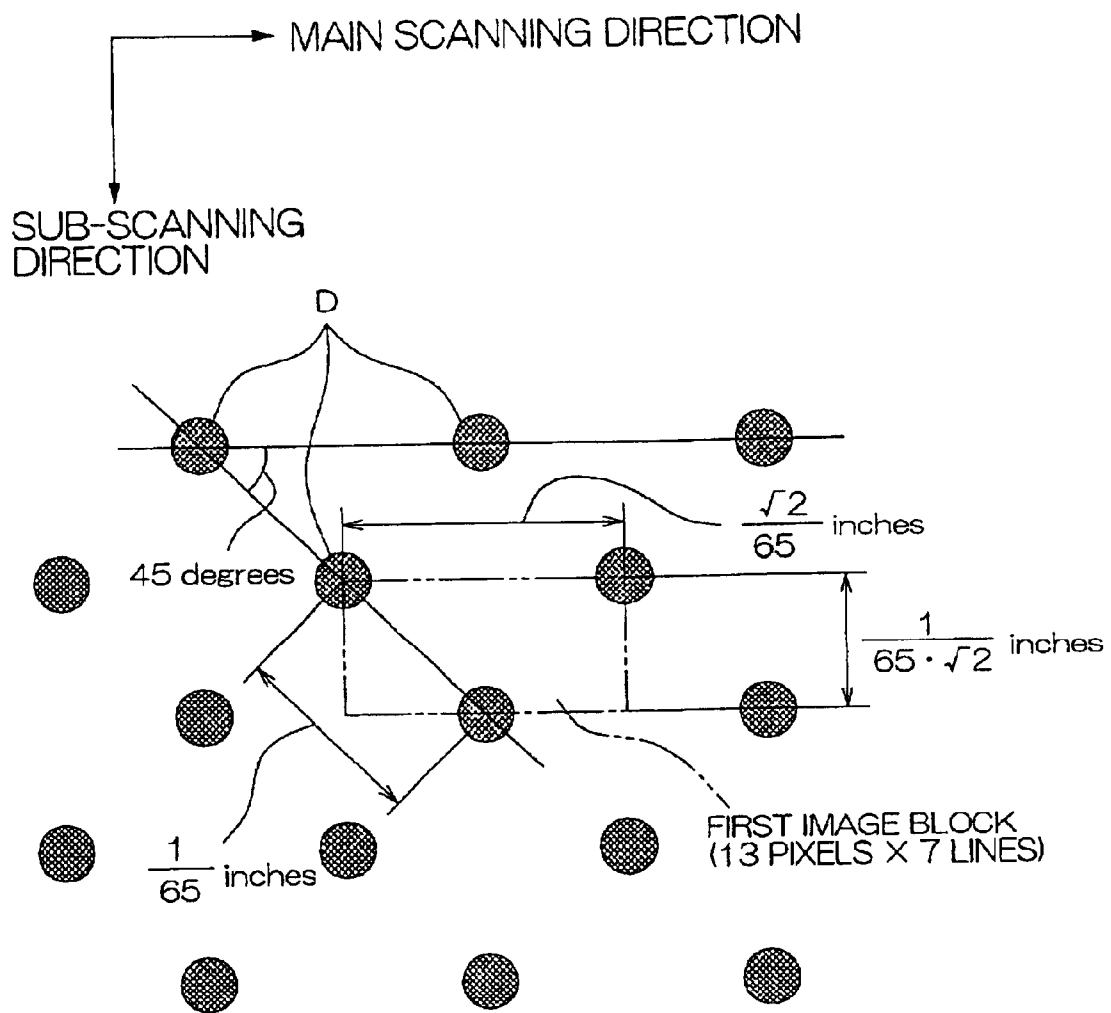 MAIN SCANNING DIRECTION
SUB-SCANNING
DIRECTION
D
√2/65 inches
45 degrees
1/65·√2 inches
FIRST IMAGE BLOCK
(13 PIXELS X 7 LINES)
1/65 inches